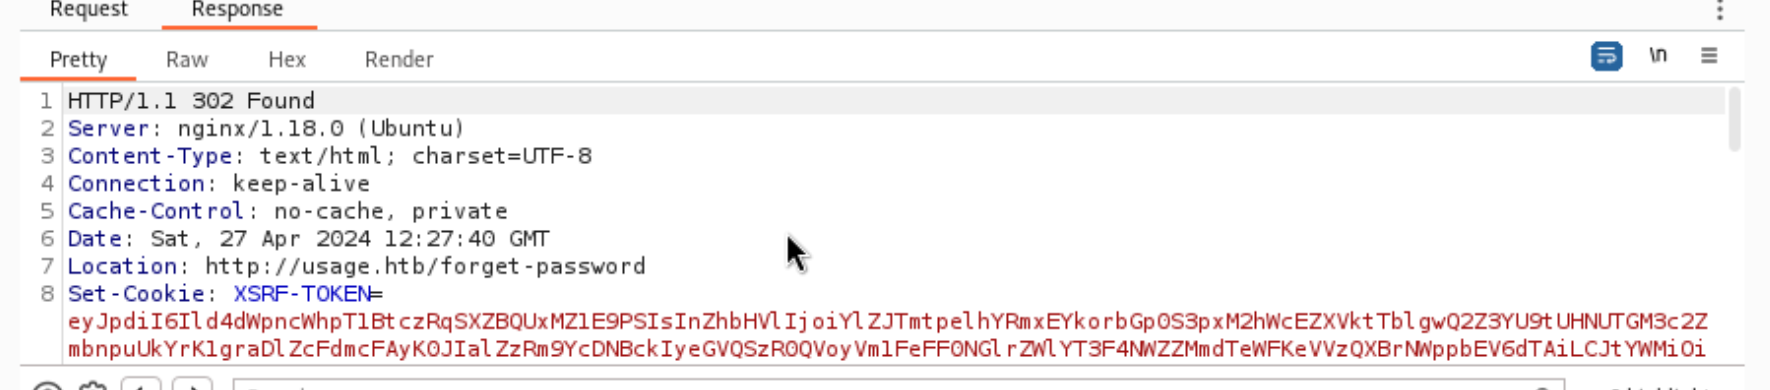 Request Response
Pretty Raw Hex Render \n
1 HTTP/1.1 302 Found
2 Server: nginx/1.18.0 (Ubuntu)
3 Content-Type: text/html; charset=UTF-8
4 Connection: keep-alive
5 Cache-Control: no-cache, private
6 Date: Sat, 27 Apr 2024 12:27:40 GMT
7 Location: http://usage.htb/forget-password
8 Set-Cookie: XSRF-TOKEN=
eyJpdiI6Ild4dWpncWhpT1BtczRqSXZBQUxMZ1E9PSIsInZhbHVlIjoiYlZJTmtpelhYRmxEYkorbGp0S3pxM2hWcEZXVktTblgwQ2Z3YU9tUHNUTGM3c2Z
mbnpuUkYrK1graDlZcFdmcFAyK0JIalZzRm9YcDNBckIyeGVQSzR0QVoyVm1FeFF0NGlrZWlYT3F4NWZZMmdTeWFKeVVzQXBrNWppbEV6dTAiLCJtYWMiOi